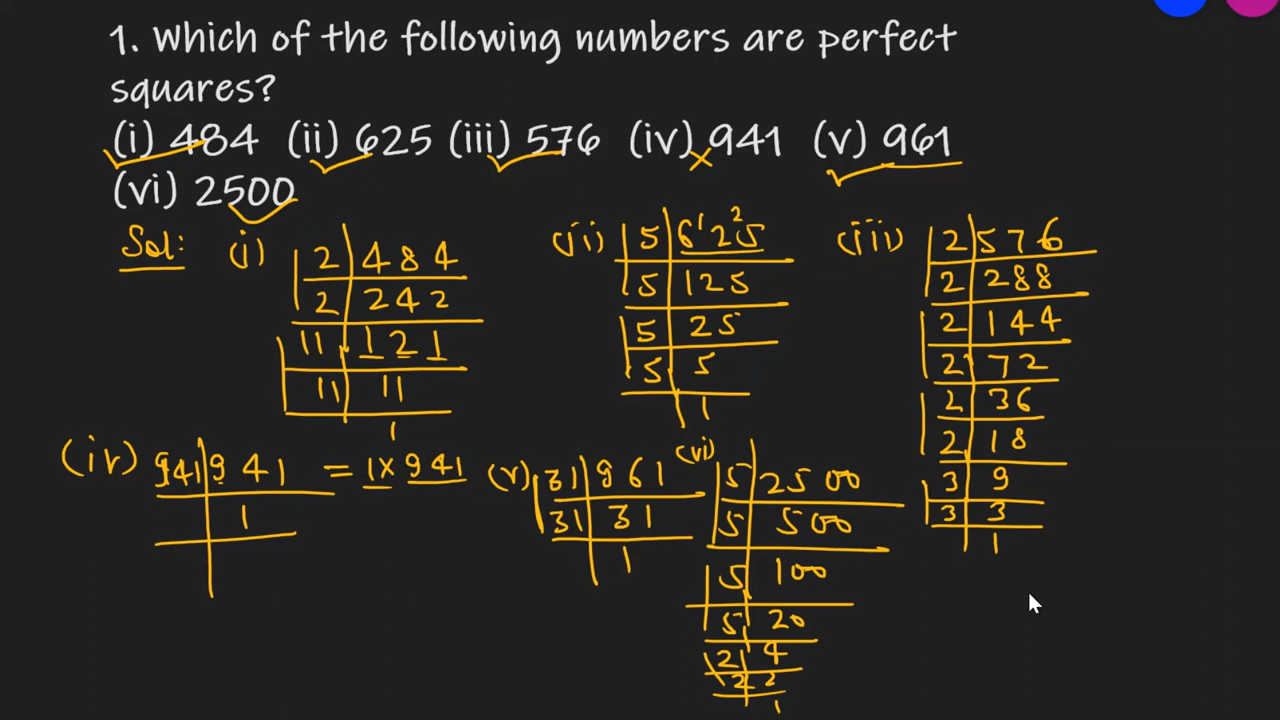 1. Which of the following numbers are perfect
squares?
(i) 484 (ii) 625 (iii) 576 (iv) 941 (v) 961
(vi) 2500
Sol:
(i)
2 | 484
2 | 242
11 | 121
11 | 11
1
(ii)
5 | 6¹2²5
5 | 125
5 | 25
5 | 5
1
(iii)
2 | 576
2 | 288
2 | 144
2 | 72
2 | 36
2 | 18
3 | 9
3 | 3
1
(iv)
941 | 941 = 1 x 941
1
(v)
31 | 961
31 | 31
1
(vi)
5 | 2500
5 | 500
5 | 100
5 | 20
2 | 4
2 | 2
1